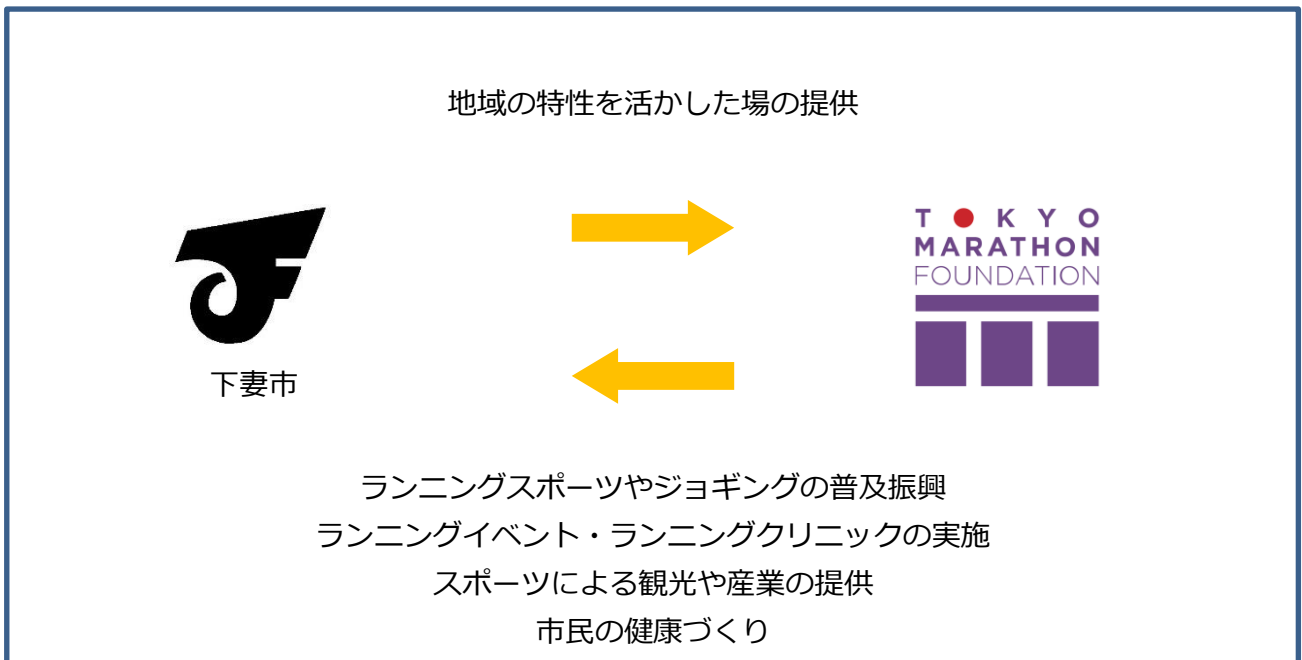 地域の特性を活かした場の提供
TOKYO
MARATHON
FOUNDATION
下妻市
ランニングスポーツやジョギングの普及振興
ランニングイベント・ランニングクリニックの実施
スポーツによる観光や産業の提供
市民の健康づくり